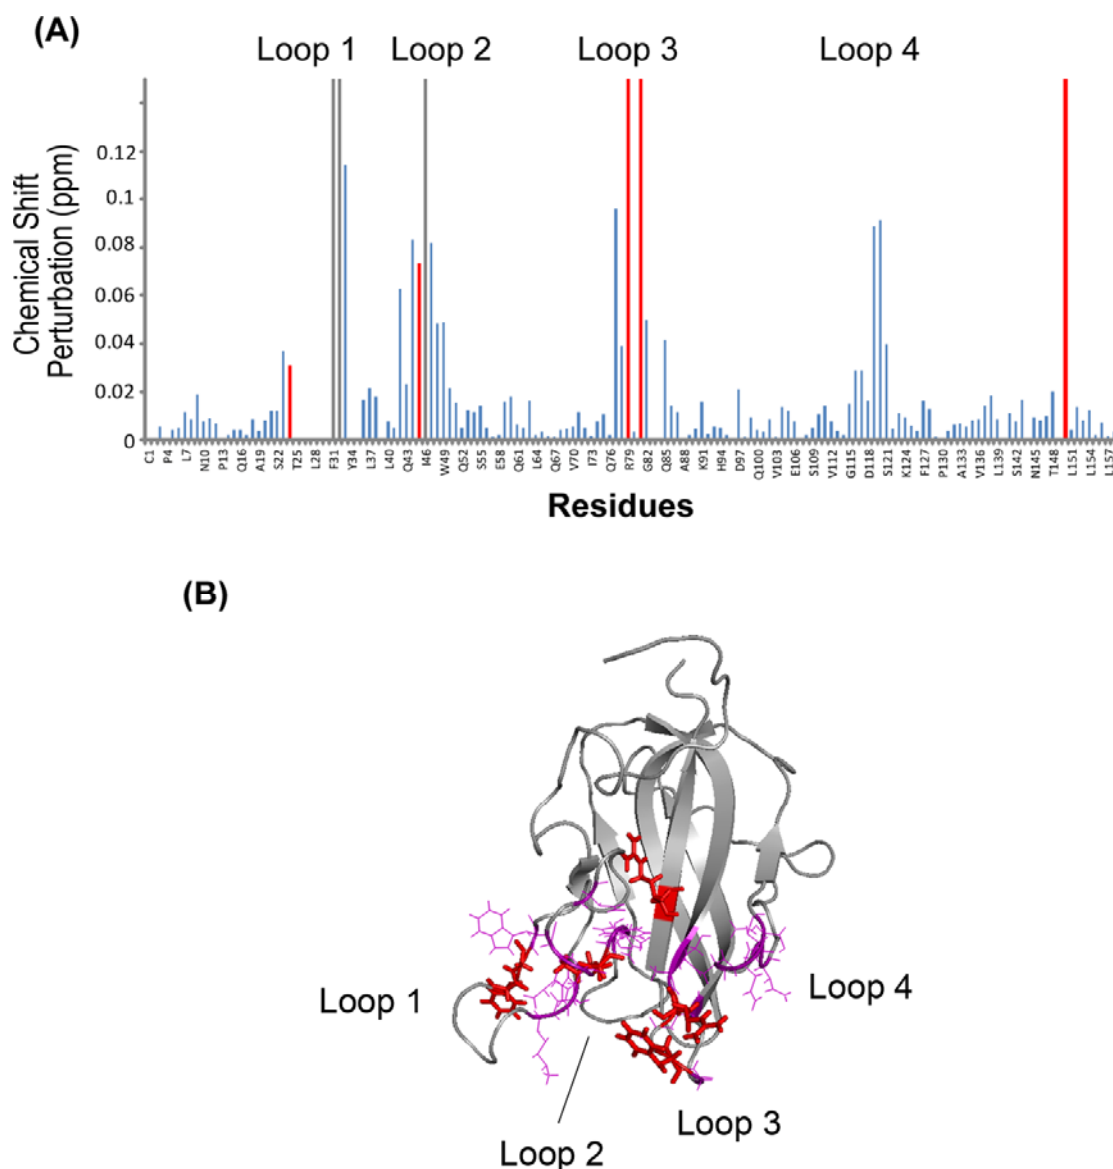 (A)
Loop 1 Loop 2 Loop 3 Loop 4
Chemical Shift
Perturbation (ppm)
0.12
0.1
0.08
0.06
0.04
0.02
0
C1 P4 L7 N10 P13 Q16 A19 S22 T25 L28 F31 Y34 L37 L40 Q43 I46 W49 Q52 S55 E58 Q61 L64 Q67 V70 I73 Q76 R79 G82 Q85 A88 K91 H94 D97 Q100 V103 E106 S109 V112 G115 D118 S121 K124 F127 P130 A133 V136 L139 S142 N145 T148 L151 L154 L157
Residues
(B)
Loop 1
Loop 4
Loop 3
Loop 2